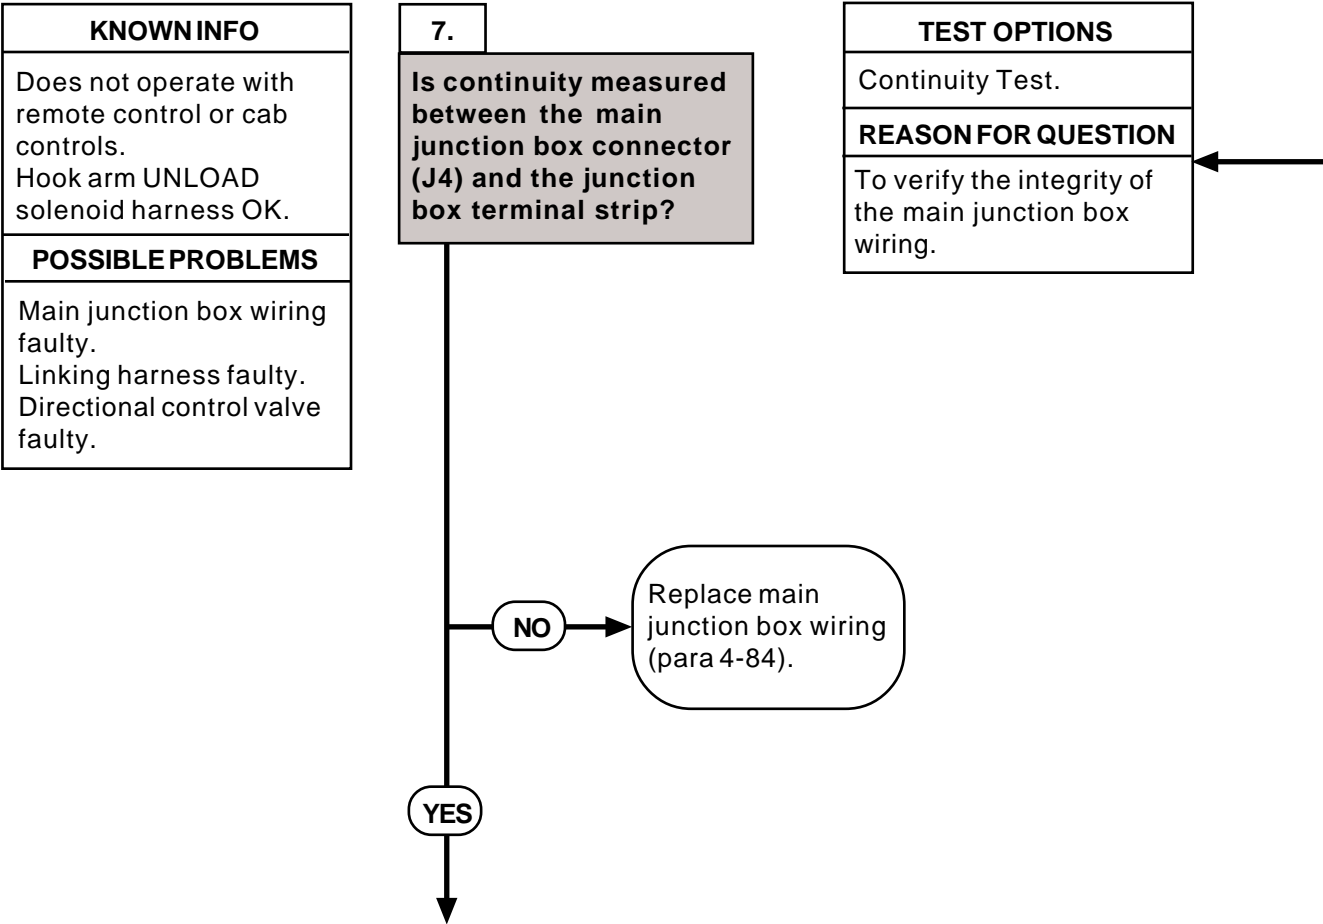 KNOWN INFO
Does not operate with
remote control or cab
controls.
Hook arm UNLOAD
solenoid harness OK.
POSSIBLE PROBLEMS
Main junction box wiring
faulty.
Linking harness faulty.
Directional control valve
faulty.
7.
Is continuity measured
between the main
junction box connector
(J4) and the junction
box terminal strip?
TEST OPTIONS
Continuity Test.
REASON FOR QUESTION
To verify the integrity of
the main junction box
wiring.
NO
Replace main
junction box wiring
(para 4-84).
YES